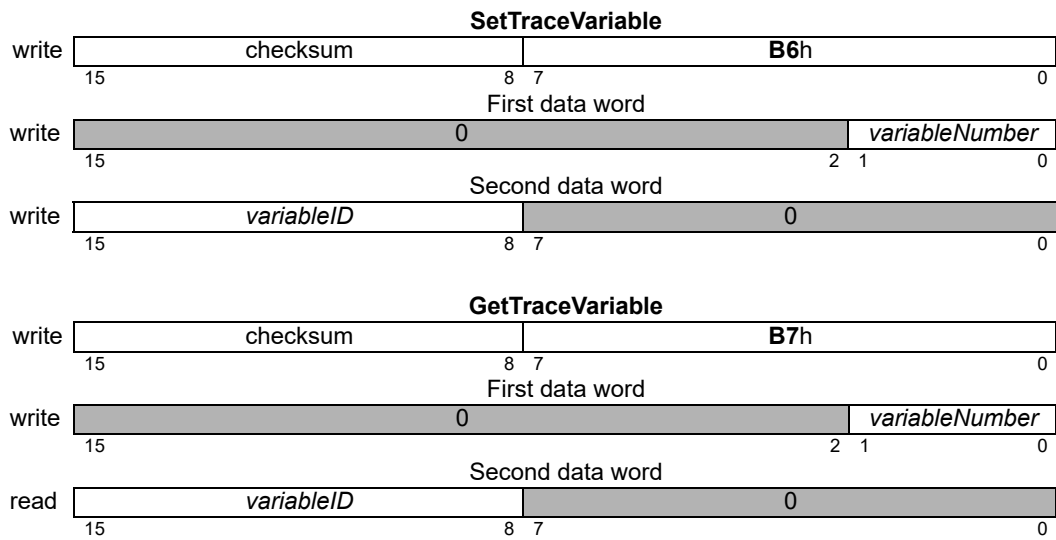 SetTraceVariable
write checksum B6h
15 8 7 0
First data word
write 0 variableNumber
15 2 1 0
Second data word
write variableID 0
15 8 7 0
GetTraceVariable
write checksum B7h
15 8 7 0
First data word
write 0 variableNumber
15 2 1 0
Second data word
read variableID 0
15 8 7 0